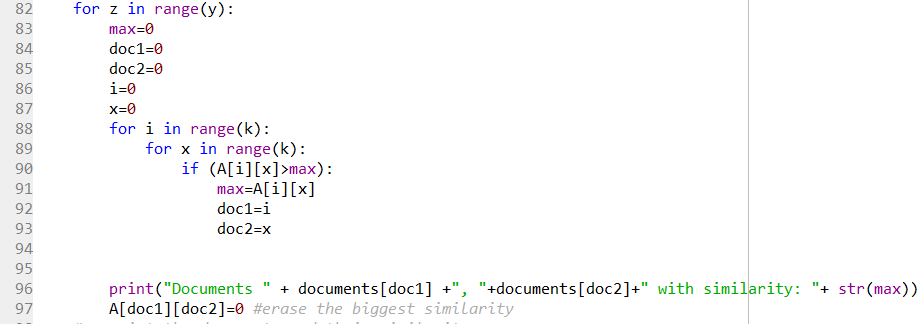 82 for z in range(y):
83 max=0
84 doc1=0
85 doc2=0
86 i=0
87 x=0
88 for i in range(k):
89 for x in range(k):
90 if (A[i][x]>max):
91 max=A[i][x]
92 doc1=i
93 doc2=x
94
95
96 print("Documents " + documents[doc1] +", "+documents[doc2]+" with similarity: "+ str(max))
97 A[doc1][doc2]=0 #erase the biggest similarity